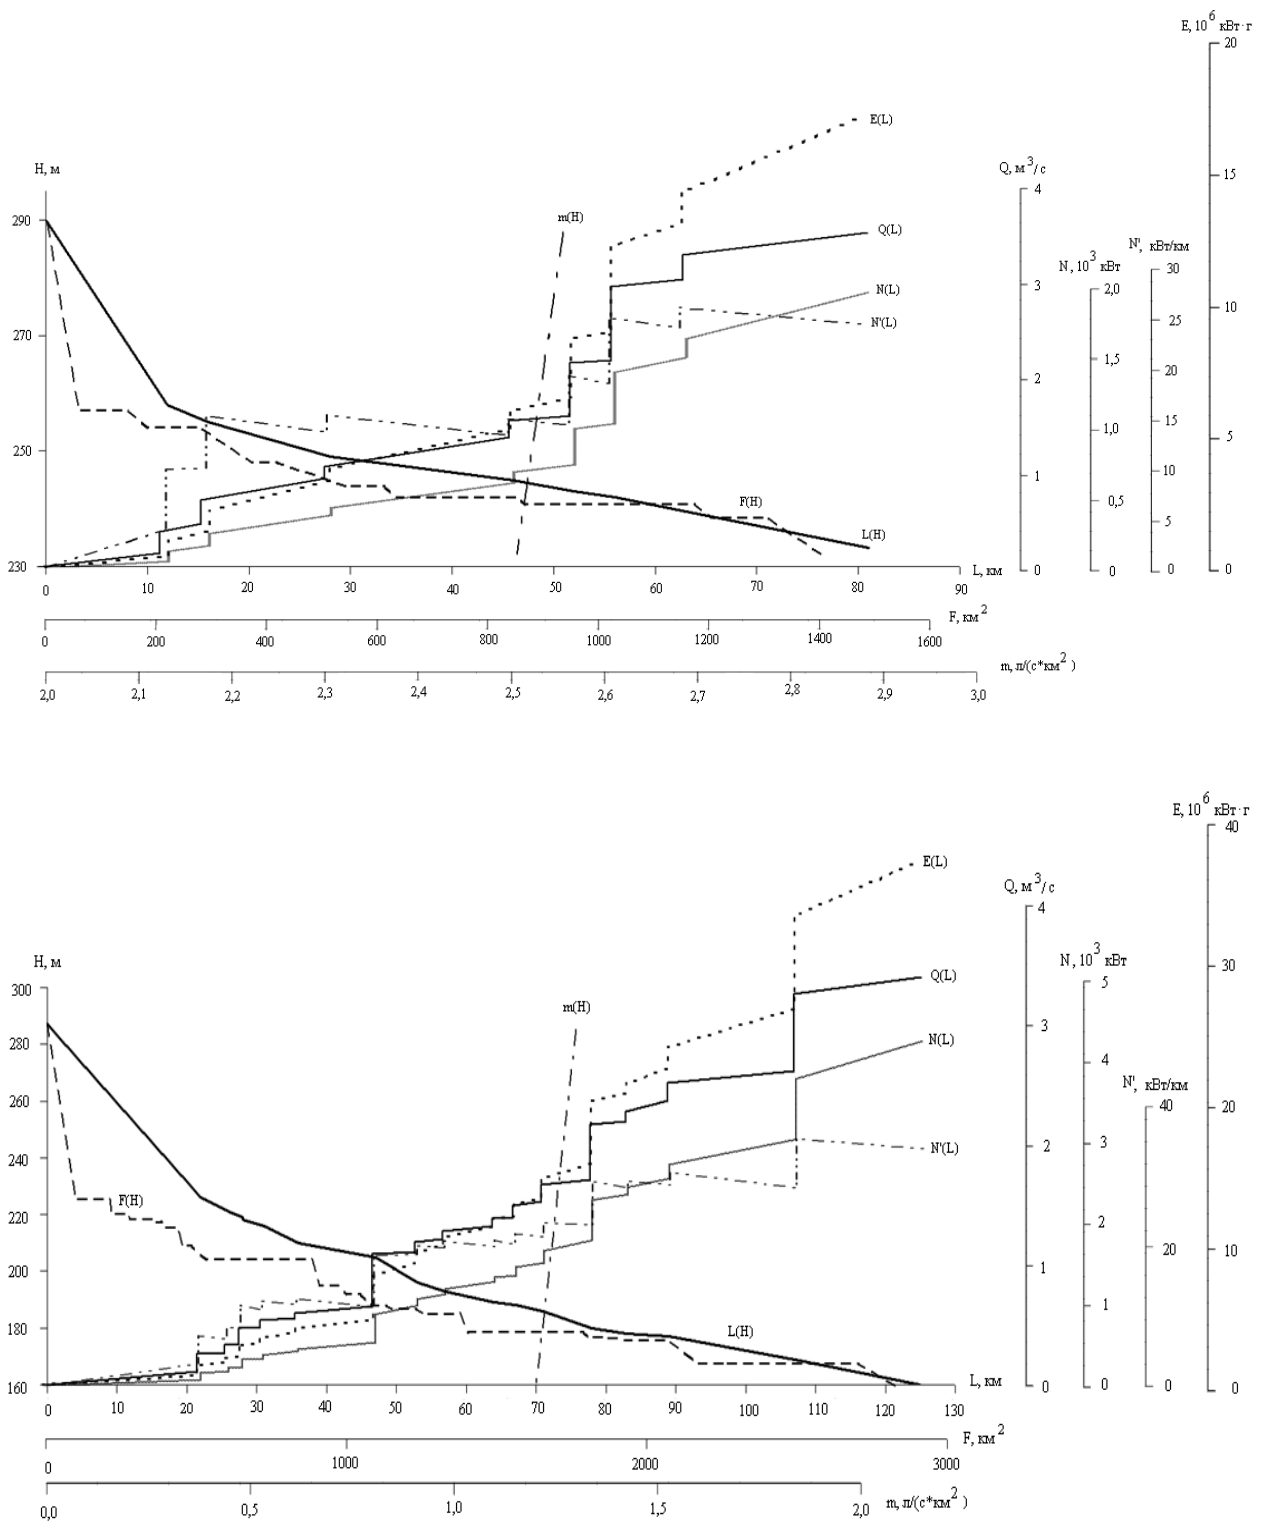 E, 10⁶ кВт·г
20
E(L)
H, м
Q, м³/с
15
4
290
m(H)
Q(L)
N', кВт/км
N, 10³ кВт
30
3
2,0
N(L)
10
270
N'(L)
25
1,5
20
2
15
1,0
5
250
10
1
F(H)
0,5
5
L(H)
230
L, км
0
0
0
0
0 10 20 30 40 50 60 70 80 90
F, км²
0 200 400 600 800 1000 1200 1400 1600
m, л/(с*км²)
2,0 2,1 2,2 2,3 2,4 2,5 2,6 2,7 2,8 2,9 3,0
E, 10⁶ кВт·г
40
E(L)
Q, м³/с
4
H, м
N, 10³ кВт
30
Q(L)
5
300
m(H)
3
280
N(L)
4
N', кВт/км
260
40
20
2
3
240
N'(L)
F(H)
220
2
20
10
200
1
1
180
L(H)
160
L, км
0
0
0
0
0 10 20 30 40 50 60 70 80 90 100 110 120 130
F, км²
0 1000 2000 3000
m, л/(с*км²)
0,0 0,5 1,0 1,5 2,0